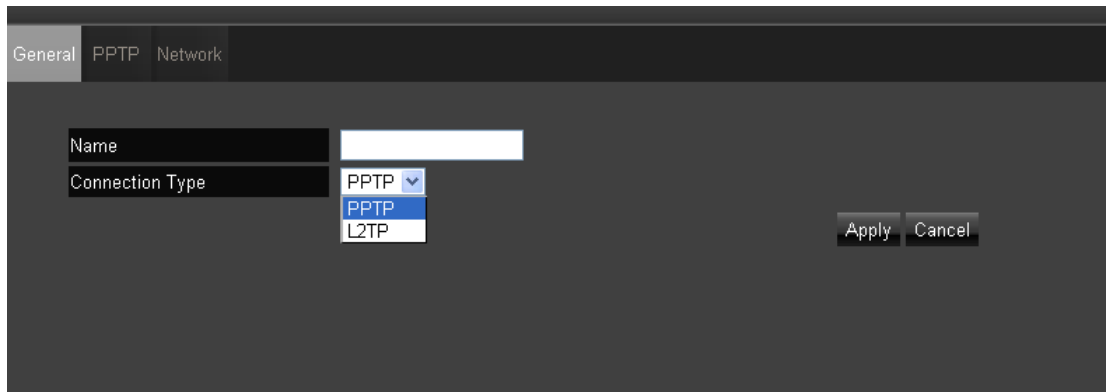 General PPTP Network
Name
Connection Type PPTP
PPTP
L2TP
Apply Cancel